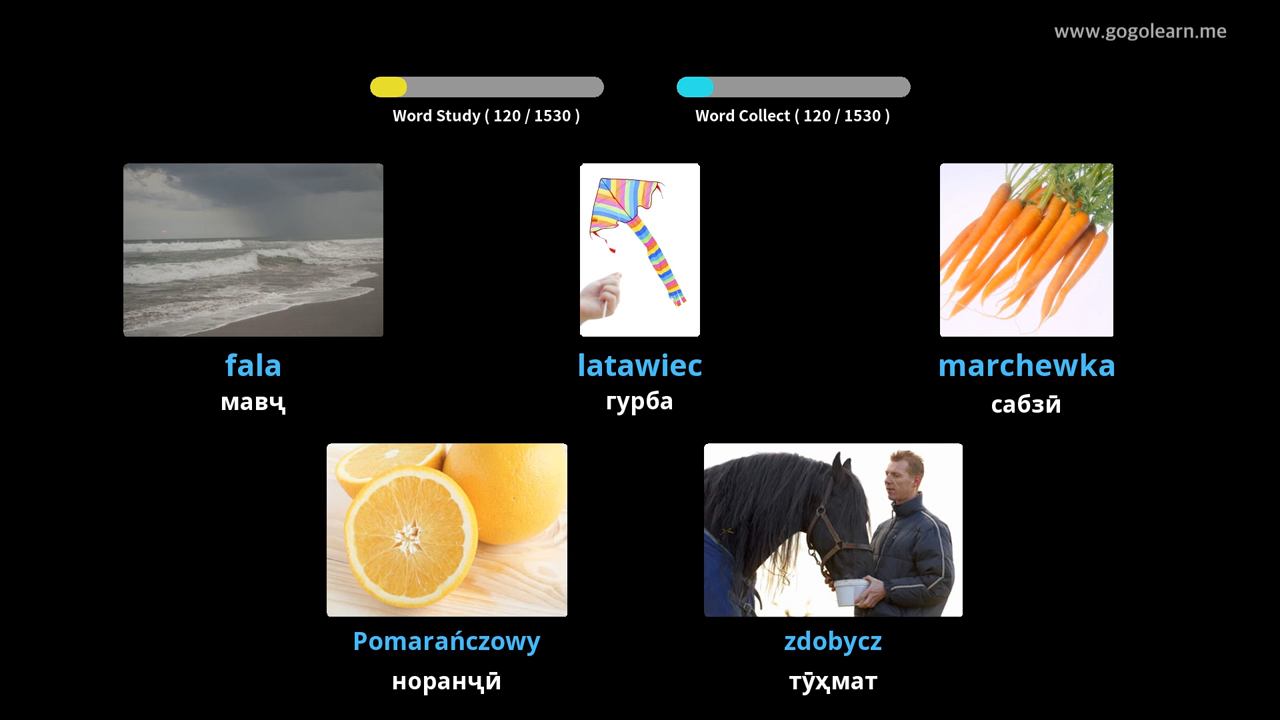 www.gogolearn.me
Word Study ( 120 / 1530 )
Word Collect ( 120 / 1530 )
fala
мавҷ
latawiec
гурба
marchewka
сабзӣ
Pomarańczowy
норанҷӣ
zdobycz
тӯҳмат